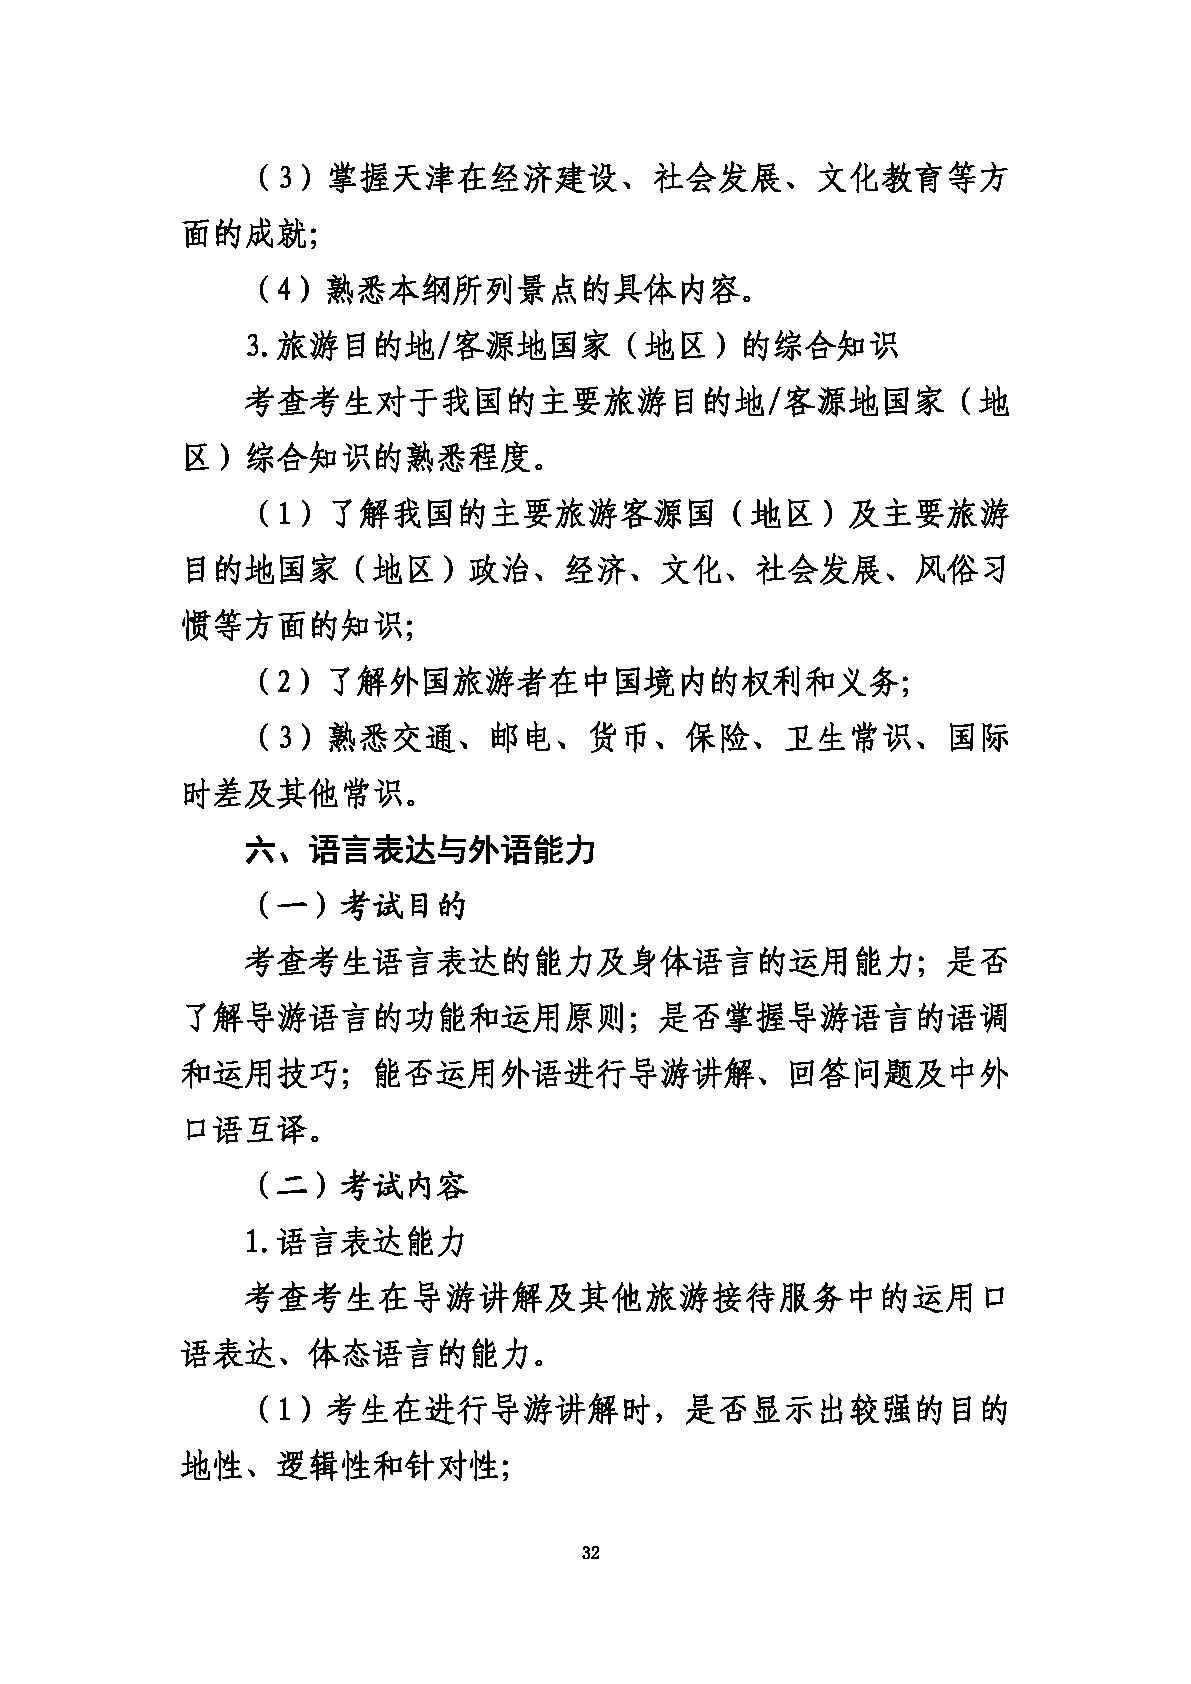 （3）掌握天津在经济建设、社会发展、文化教育等方
面的成就；
（4）熟悉本纲所列景点的具体内容。
3.旅游目的地/客源地国家（地区）的综合知识
考查考生对于我国的主要旅游目的地/客源地国家（地
区）综合知识的熟悉程度。
（1）了解我国的主要旅游客源国（地区）及主要旅游
目的地国家（地区）政治、经济、文化、社会发展、风俗习
惯等方面的知识；
（2）了解外国旅游者在中国境内的权利和义务；
（3）熟悉交通、邮电、货币、保险、卫生常识、国际
时差及其他常识。
六、语言表达与外语能力
（一）考试目的
考查考生语言表达的能力及身体语言的运用能力；是否
了解导游语言的功能和运用原则；是否掌握导游语言的语调
和运用技巧；能否运用外语进行导游讲解、回答问题及中外
口语互译。
（二）考试内容
1.语言表达能力
考查考生在导游讲解及其他旅游接待服务中的运用口
语表达、体态语言的能力。
（1）考生在进行导游讲解时，是否显示出较强的目的
地性、逻辑性和针对性；
32